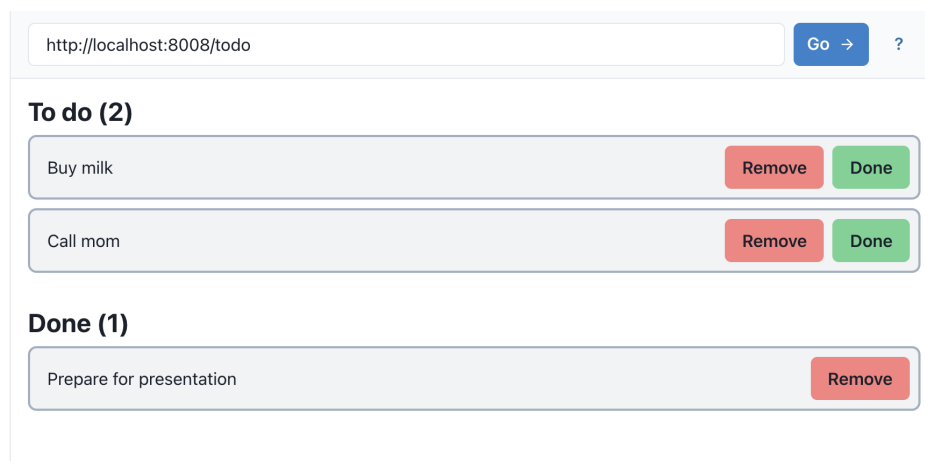 http://localhost:8008/todo Go → ?
To do (2)
Buy milk Remove Done
Call mom Remove Done
Done (1)
Prepare for presentation Remove